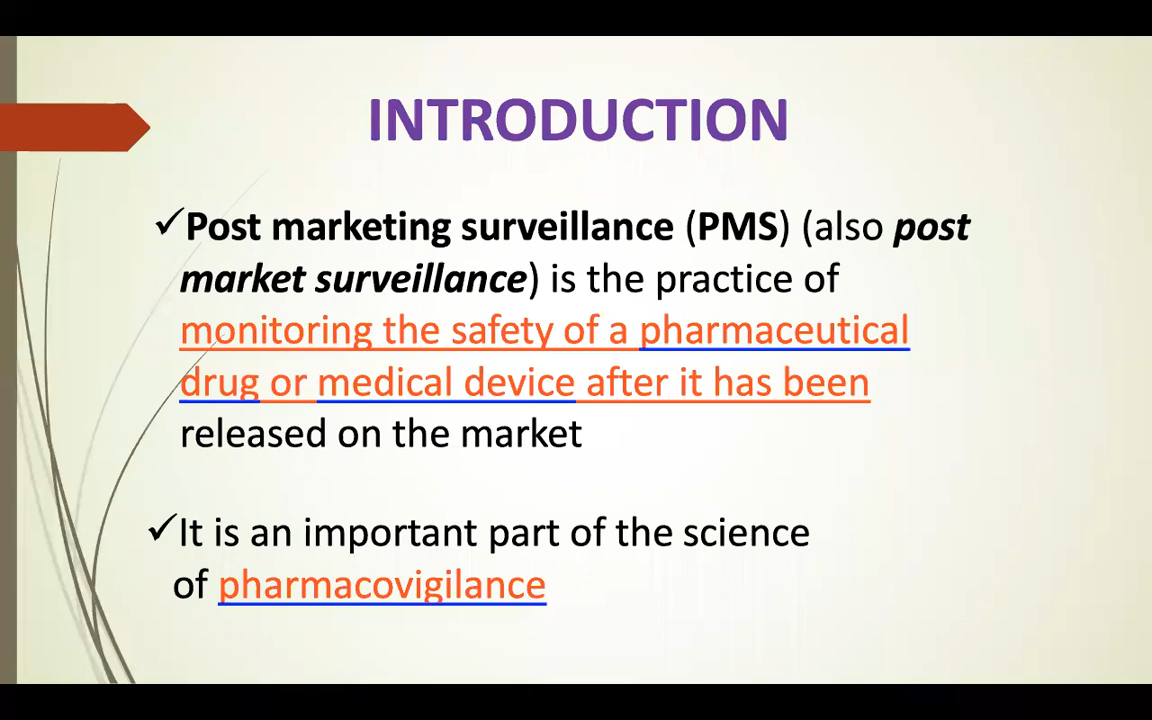 INTRODUCTION
✓Post marketing surveillance (PMS) (also post
market surveillance) is the practice of
monitoring the safety of a pharmaceutical
drug or medical device after it has been
released on the market
✓It is an important part of the science
of pharmacovigilance